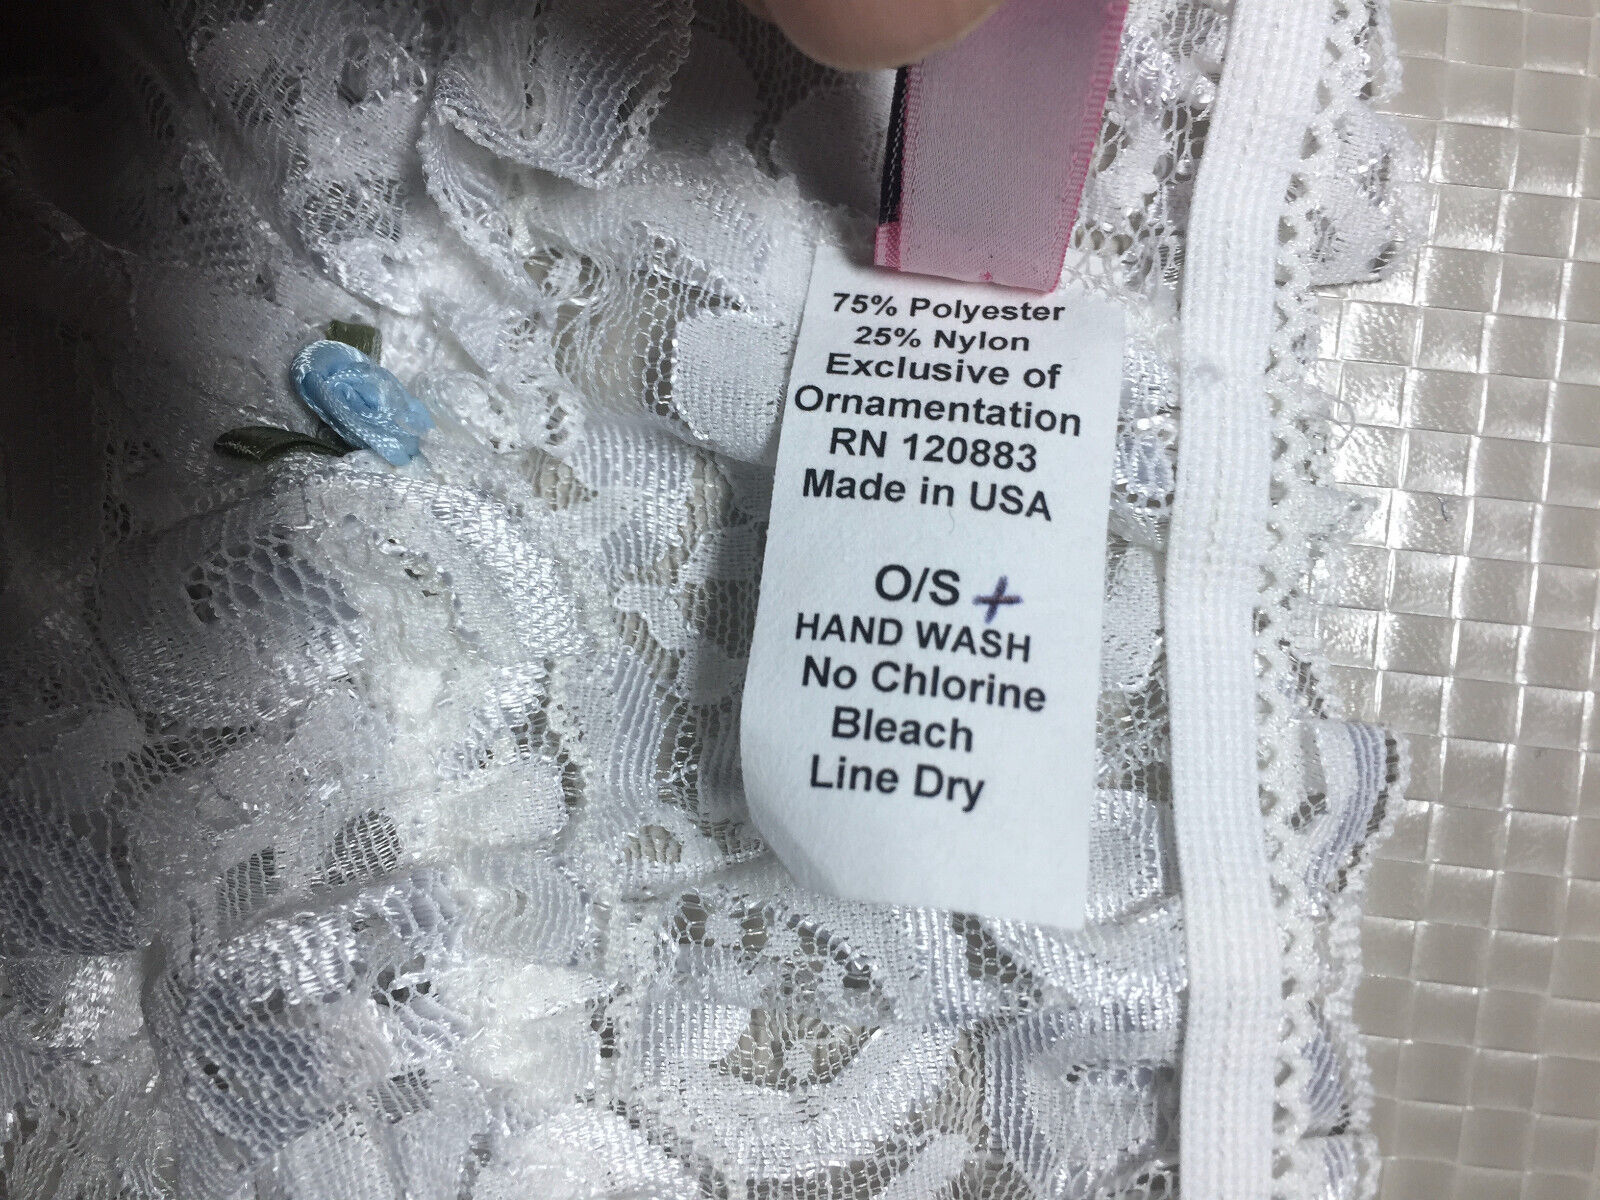 75% Polyester
25% Nylon
Exclusive of
Ornamentation
RN 120883
Made in USA
O/S +
HAND WASH
No Chlorine
Bleach
Line Dry